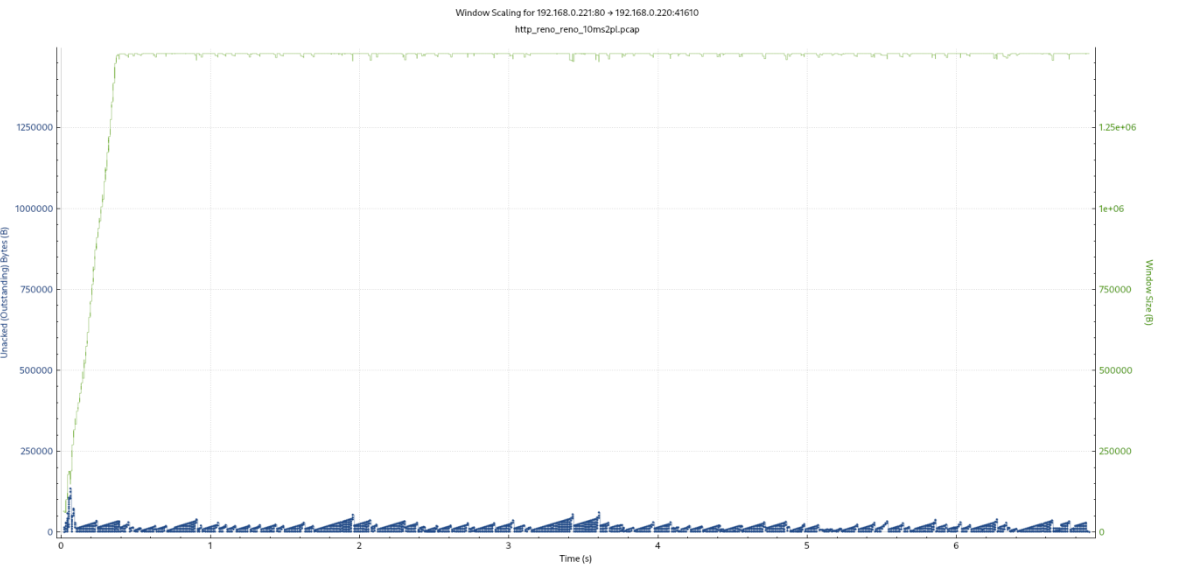 Window Scaling for 192.168.0.221:80 → 192.168.0.220:41610
http_reno_reno_10ms2pl.pcap
Unacked (Outstanding) Bytes (B)
1250000
1000000
750000
500000
250000
0
1.25e+06
1e+06
750000
500000
250000
0
Window Size (B)
0 1 2 3 4 5 6
Time (s)